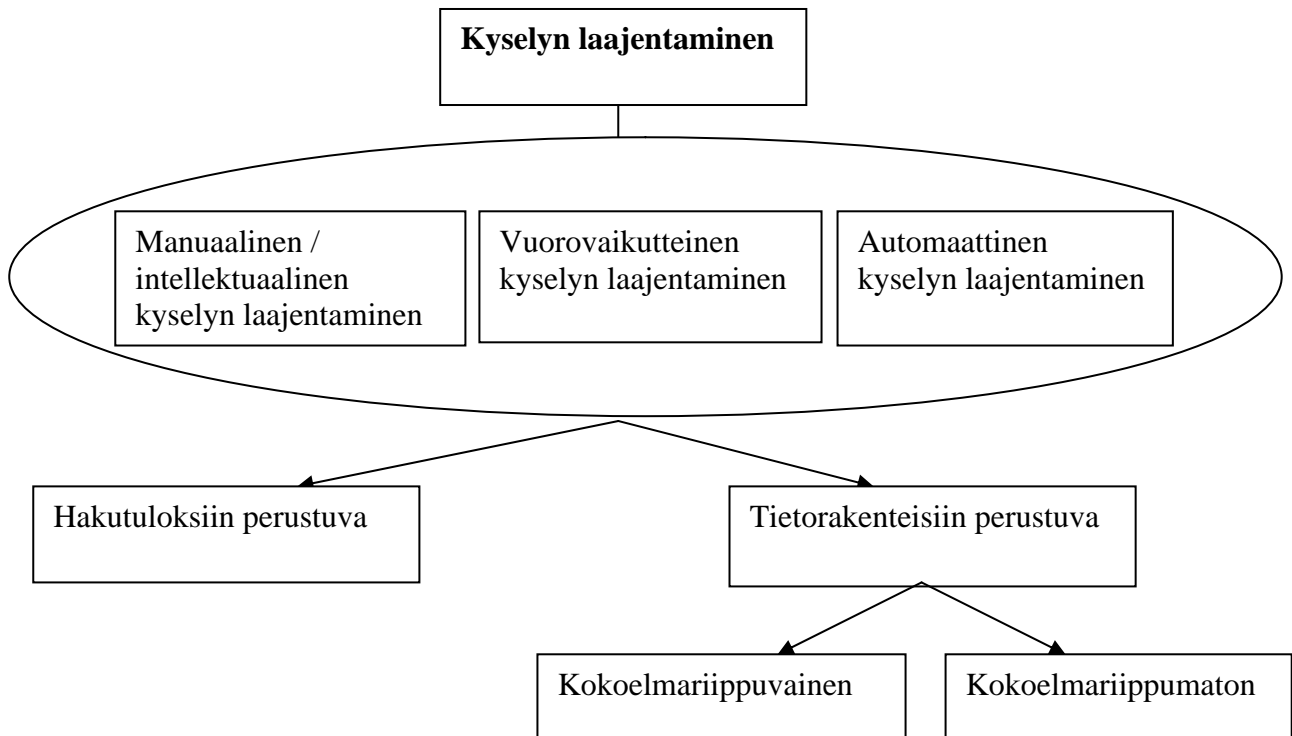 Kyselyn laajentaminen
Manuaalinen /
intellektuaalinen
kyselyn laajentaminen
Vuorovaikutteinen
kyselyn laajentaminen
Automaattinen
kyselyn laajentaminen
Hakutuloksiin perustuva
Tietorakenteisiin perustuva
Kokoelmariippuvainen
Kokoelmariippumaton